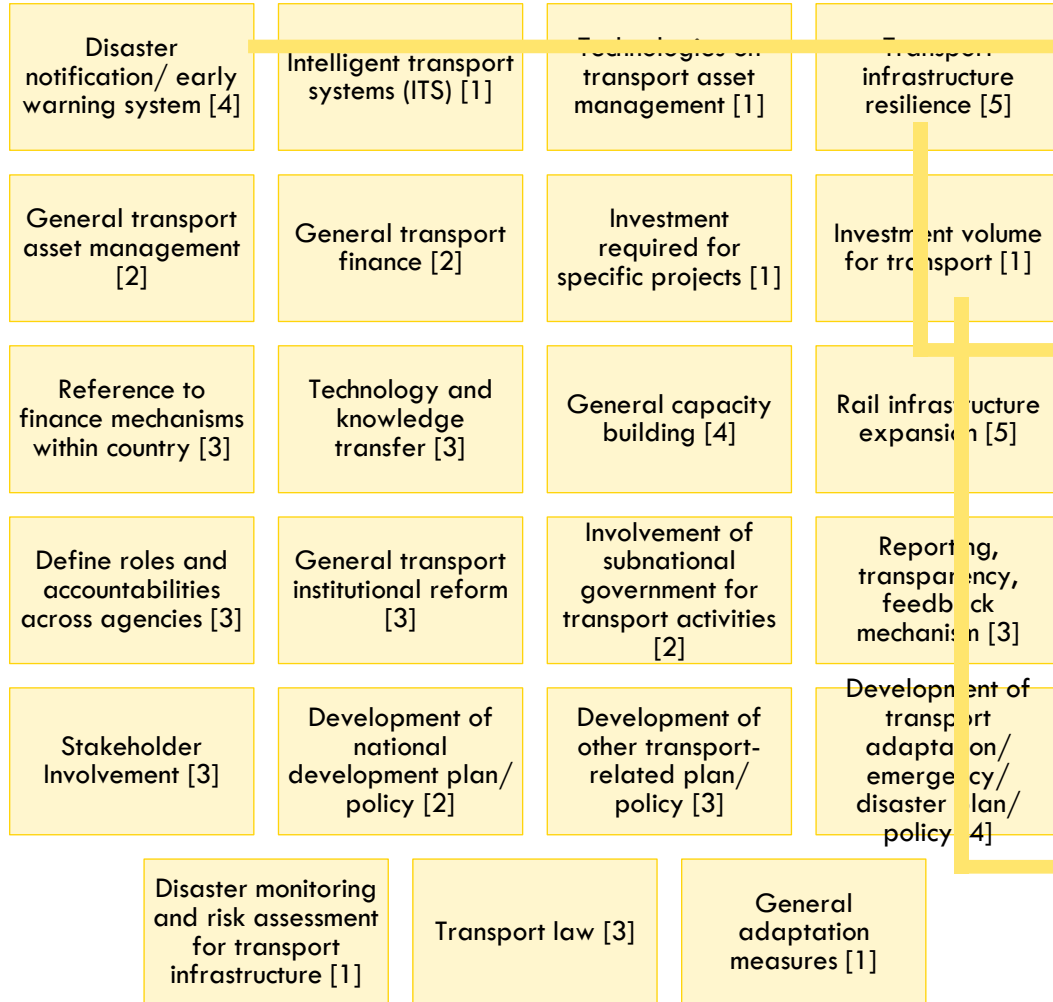 Disaster
notification/ early
warning system [4]
Intelligent transport
systems (ITS) [1]
Technologies on
transport asset
management [1]
Transport
infrastructure
resilience [5]
General transport
asset management
[2]
General transport
finance [2]
Investment
required for
specific projects [1]
Investment volume
for transport [1]
Reference to
finance mechanisms
within country [3]
Technology and
knowledge
transfer [3]
General capacity
building [4]
Rail infrastructure
expansion [5]
Define roles and
accountabilities
across agencies [3]
General transport
institutional reform
[3]
Involvement of
subnational
government for
transport activities
[2]
Reporting,
transparency,
feedback
mechanism [3]
Stakeholder
Involvement [3]
Development of
national
development plan/
policy [2]
Development of
other transport-
related plan/
policy [3]
Development of
transport
adaptation/
emergency/
disaster plan/
policy [4]
Disaster monitoring
and risk assessment
for transport
infrastructure [1]
Transport law [3]
General
adaptation
measures [1]